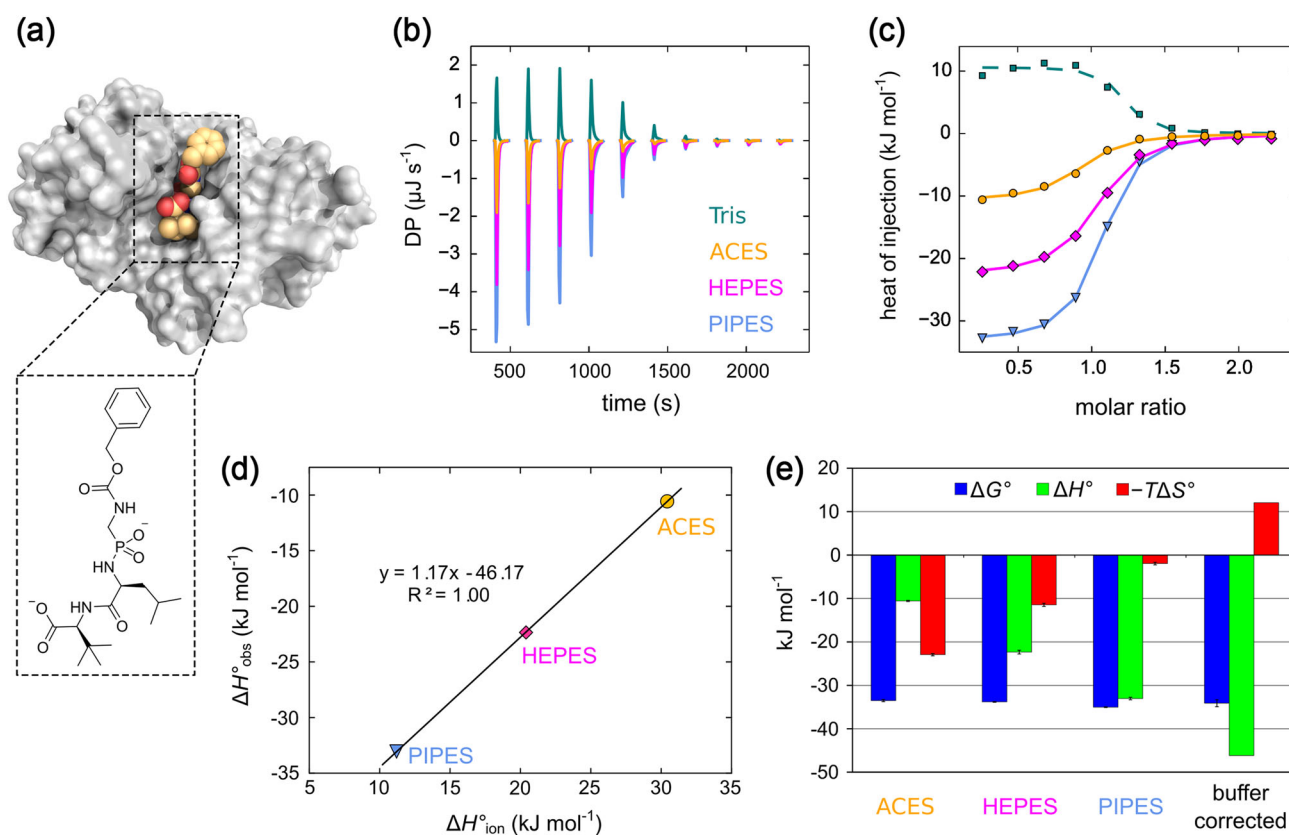 (a)
O
O
NH
O⁻
P
O
NH
⁻O
O
NH
O
(b)
DP (µJ s⁻¹)
2
1
0
−1
−2
−3
−4
−5
Tris
ACES
HEPES
PIPES
500 1000 1500 2000
time (s)
(c)
heat of injection (kJ mol⁻¹)
10
0
−10
−20
−30
0.5 1.0 1.5 2.0
molar ratio
(d)
ΔH°obs (kJ mol⁻¹)
-10
-15
-20
-25
-30
-35
y = 1.17x - 46.17
R² = 1.00
ACES
HEPES
PIPES
5 10 15 20 25 30 35
ΔH°ion (kJ mol⁻¹)
(e)
kJ mol⁻¹
20
10
0
-10
-20
-30
-40
-50
ΔG° ΔH° −TΔS°
ACES HEPES PIPES buffer
corrected